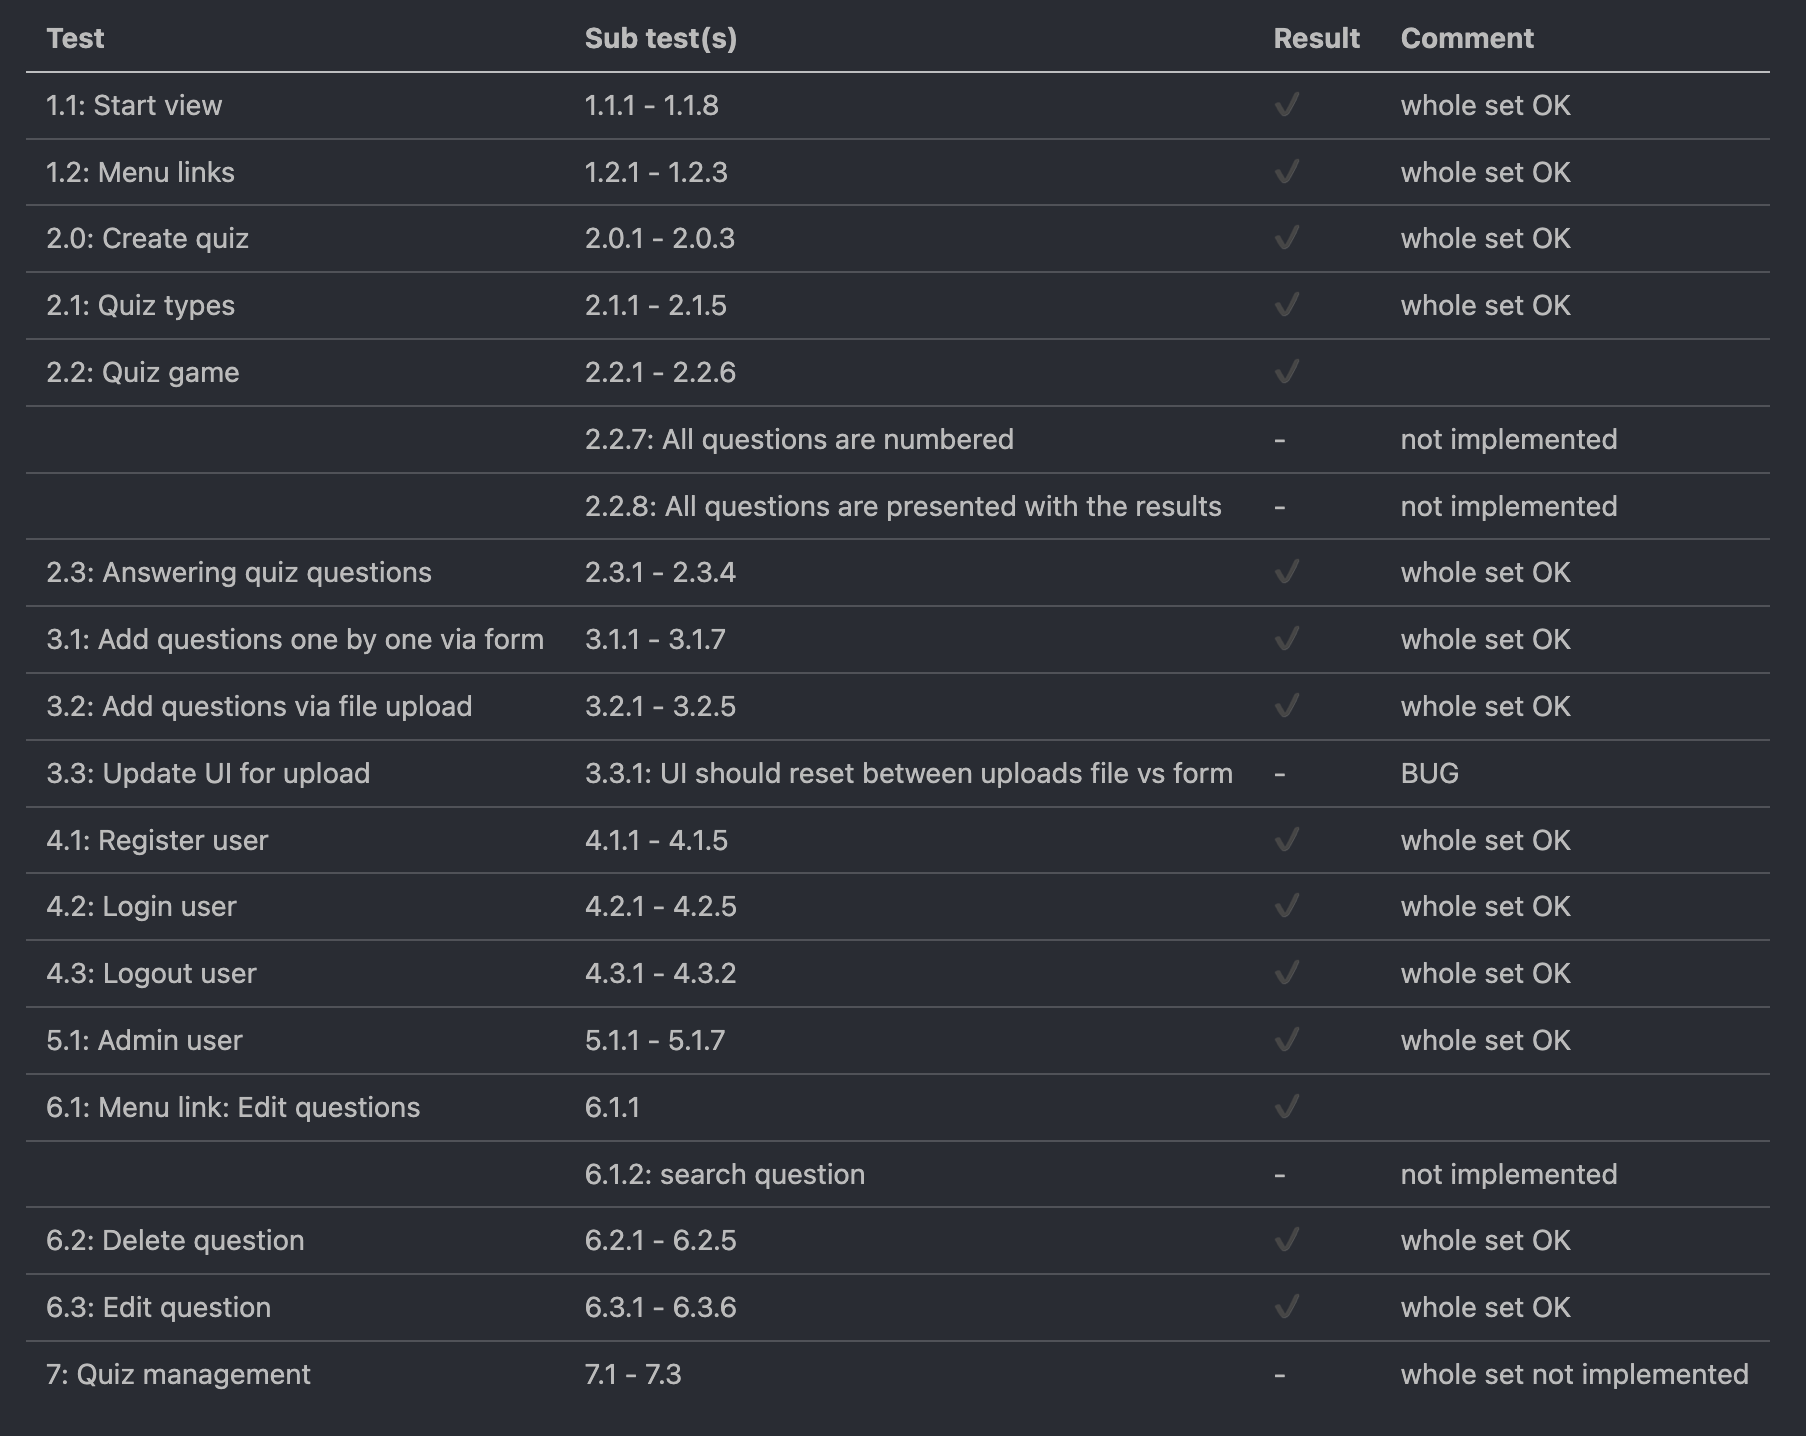 Test Sub test(s) Result Comment
1.1: Start view 1.1.1 - 1.1.8 ✔ whole set OK
1.2: Menu links 1.2.1 - 1.2.3 ✔ whole set OK
2.0: Create quiz 2.0.1 - 2.0.3 ✔ whole set OK
2.1: Quiz types 2.1.1 - 2.1.5 ✔ whole set OK
2.2: Quiz game 2.2.1 - 2.2.6 ✔
2.2.7: All questions are numbered - not implemented
2.2.8: All questions are presented with the results - not implemented
2.3: Answering quiz questions 2.3.1 - 2.3.4 ✔ whole set OK
3.1: Add questions one by one via form 3.1.1 - 3.1.7 ✔ whole set OK
3.2: Add questions via file upload 3.2.1 - 3.2.5 ✔ whole set OK
3.3: Update UI for upload 3.3.1: UI should reset between uploads file vs form - BUG
4.1: Register user 4.1.1 - 4.1.5 ✔ whole set OK
4.2: Login user 4.2.1 - 4.2.5 ✔ whole set OK
4.3: Logout user 4.3.1 - 4.3.2 ✔ whole set OK
5.1: Admin user 5.1.1 - 5.1.7 ✔ whole set OK
6.1: Menu link: Edit questions 6.1.1 ✔
6.1.2: search question - not implemented
6.2: Delete question 6.2.1 - 6.2.5 ✔ whole set OK
6.3: Edit question 6.3.1 - 6.3.6 ✔ whole set OK
7: Quiz management 7.1 - 7.3 - whole set not implemented